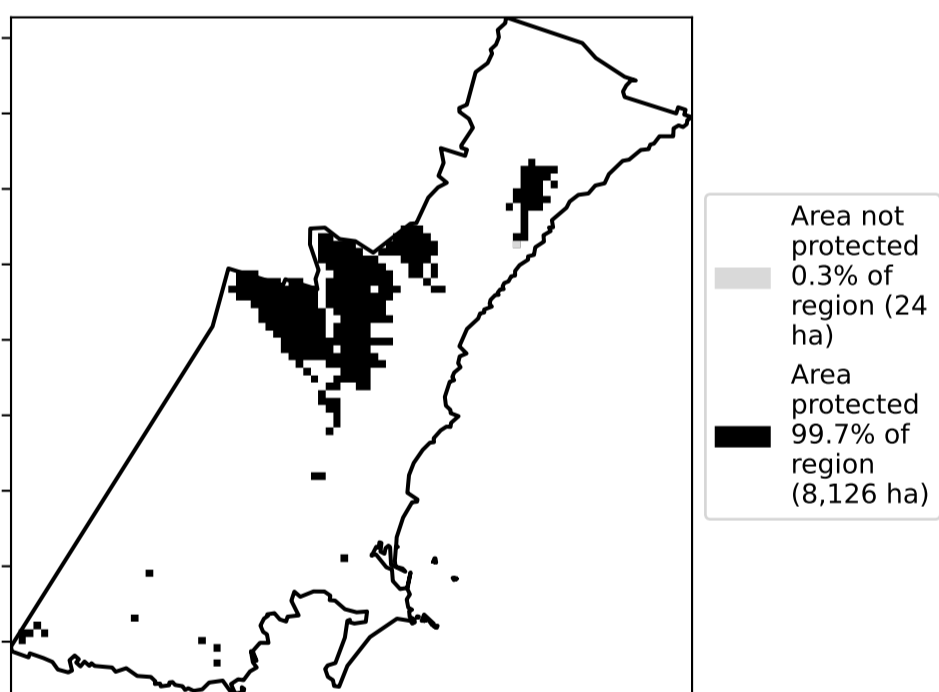 Area not
protected
0.3% of
region (24
ha)
Area
protected
99.7% of
region
(8,126 ha)